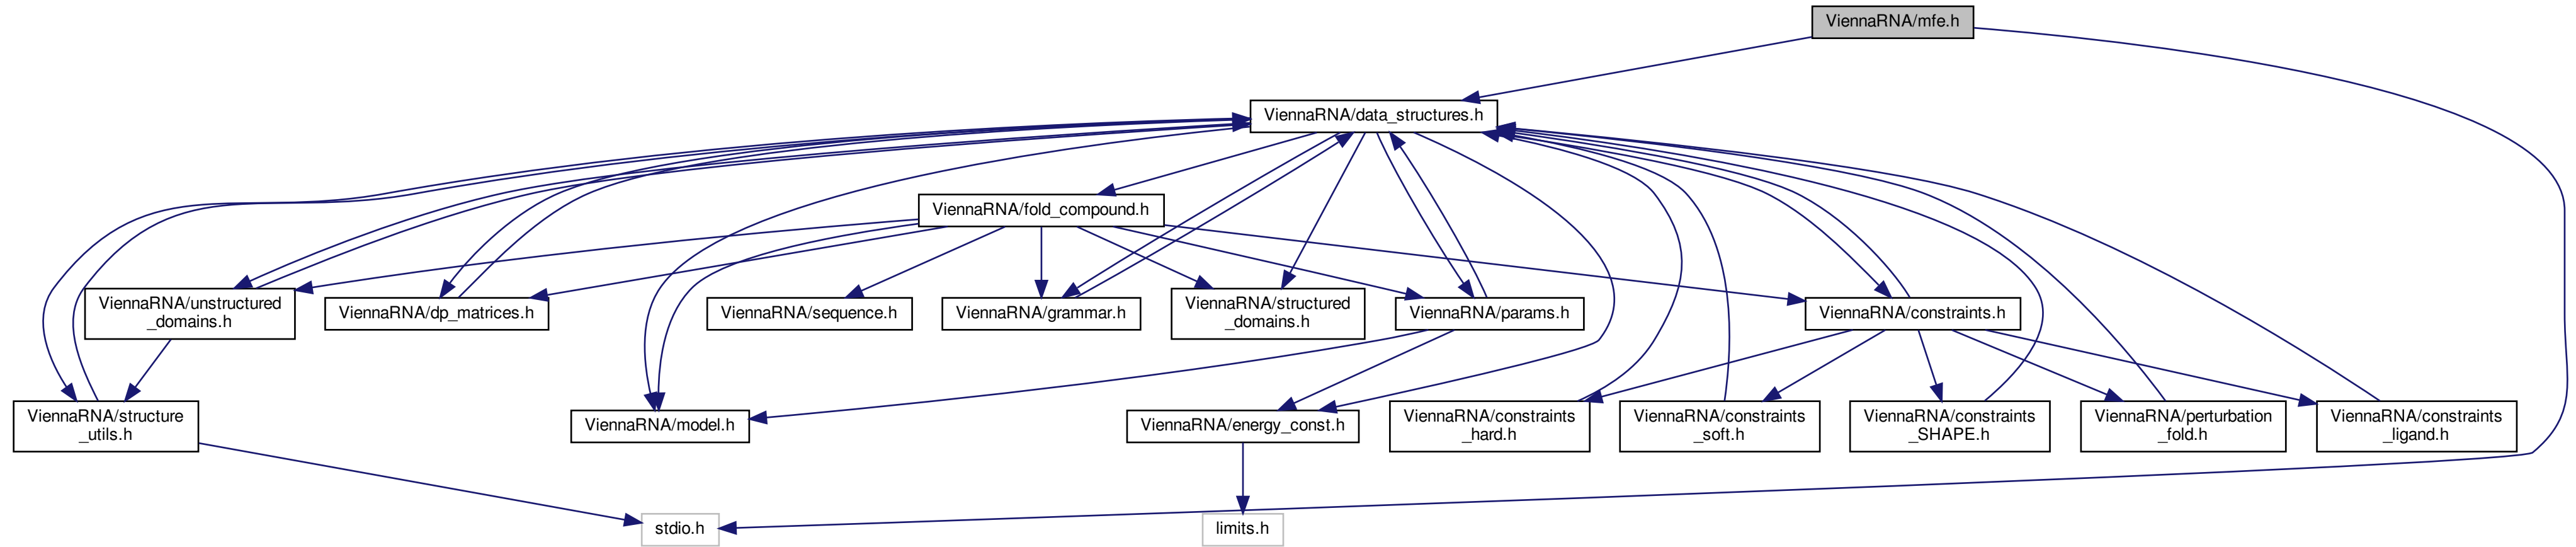 ViennaRNA/mfe.h
ViennaRNA/data_structures.h
ViennaRNA/fold_compound.h
ViennaRNA/unstructured
_domains.h
ViennaRNA/dp_matrices.h
ViennaRNA/sequence.h
ViennaRNA/grammar.h
ViennaRNA/structured
_domains.h
ViennaRNA/params.h
ViennaRNA/constraints.h
ViennaRNA/structure
_utils.h
ViennaRNA/model.h
ViennaRNA/energy_const.h
ViennaRNA/constraints
_hard.h
ViennaRNA/constraints
_soft.h
ViennaRNA/constraints
_SHAPE.h
ViennaRNA/perturbation
_fold.h
ViennaRNA/constraints
_ligand.h
stdio.h
limits.h